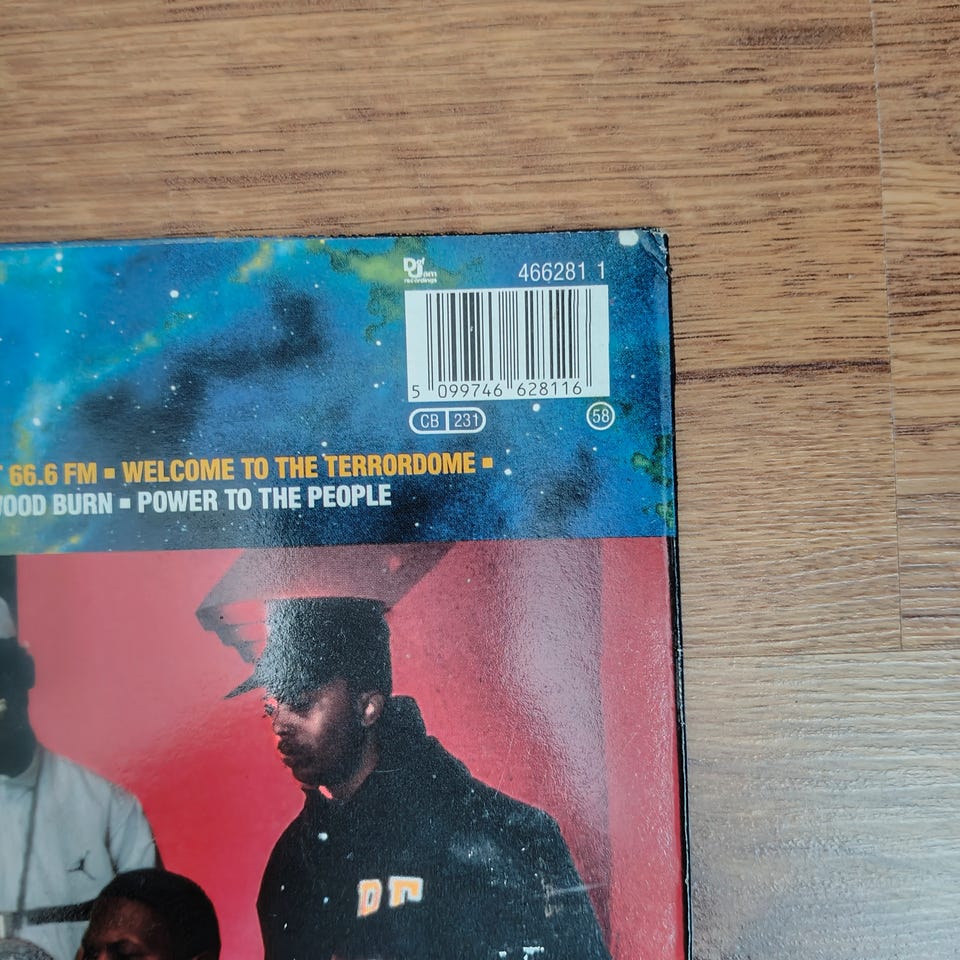 Def Jam
recordings
466281 1
5 099746 628116
CB 231
58
66.6 FM ▪ WELCOME TO THE TERRORDOME ▪
WOOD BURN ▪ POWER TO THE PEOPLE